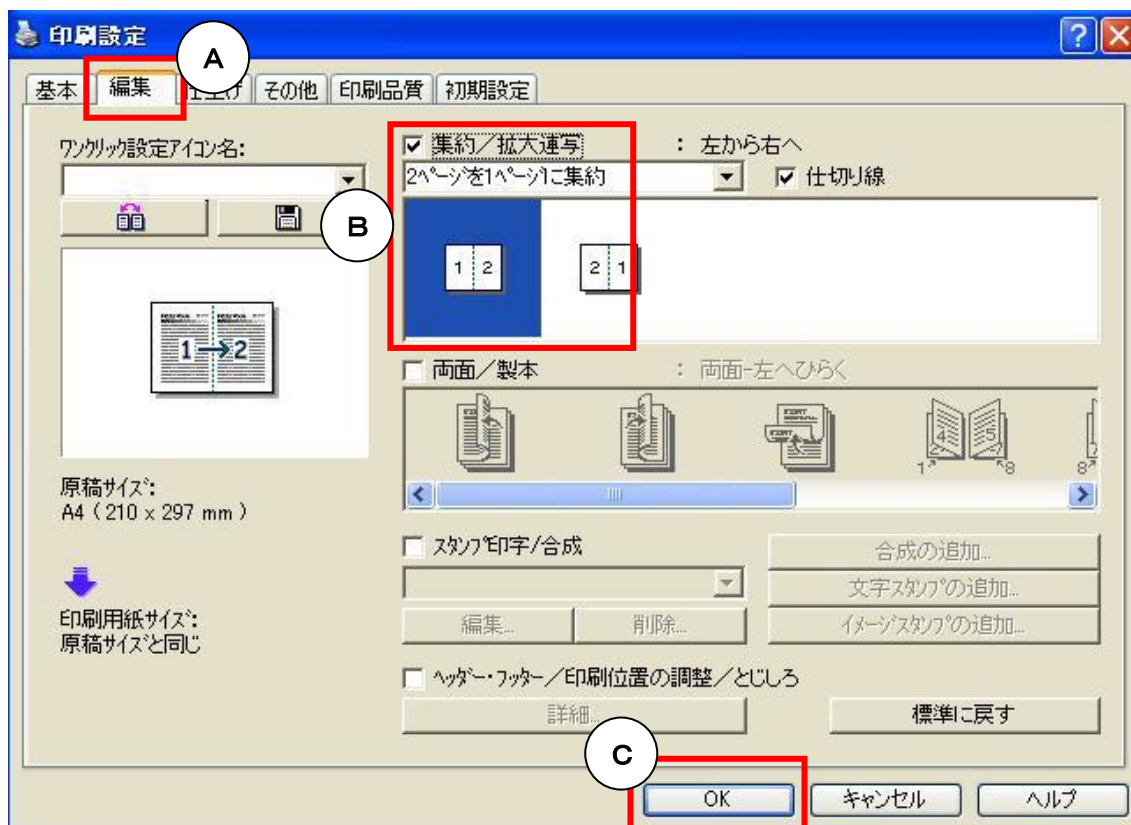 印刷設定
A
基本 編集 仕上げ その他 印刷品質 初期設定
ワンクリック設定アイコン名:
集約/拡大連写 : 左から右へ
2ページを1ページに集約 仕切り線
B
1 2 2 1
1→2
両面/製本 : 両面-左へひらく
4 5
1 8 8
原稿サイズ:
A4 ( 210 x 297 mm )
スタンプ印字/合成 合成の追加...
文字スタンプの追加...
印刷用紙サイズ:
原稿サイズと同じ
編集... 削除... イメージスタンプの追加...
ヘッダー・フッター/印刷位置の調整/とじしろ
詳細... 標準に戻す
C
OK キャンセル ヘルプ